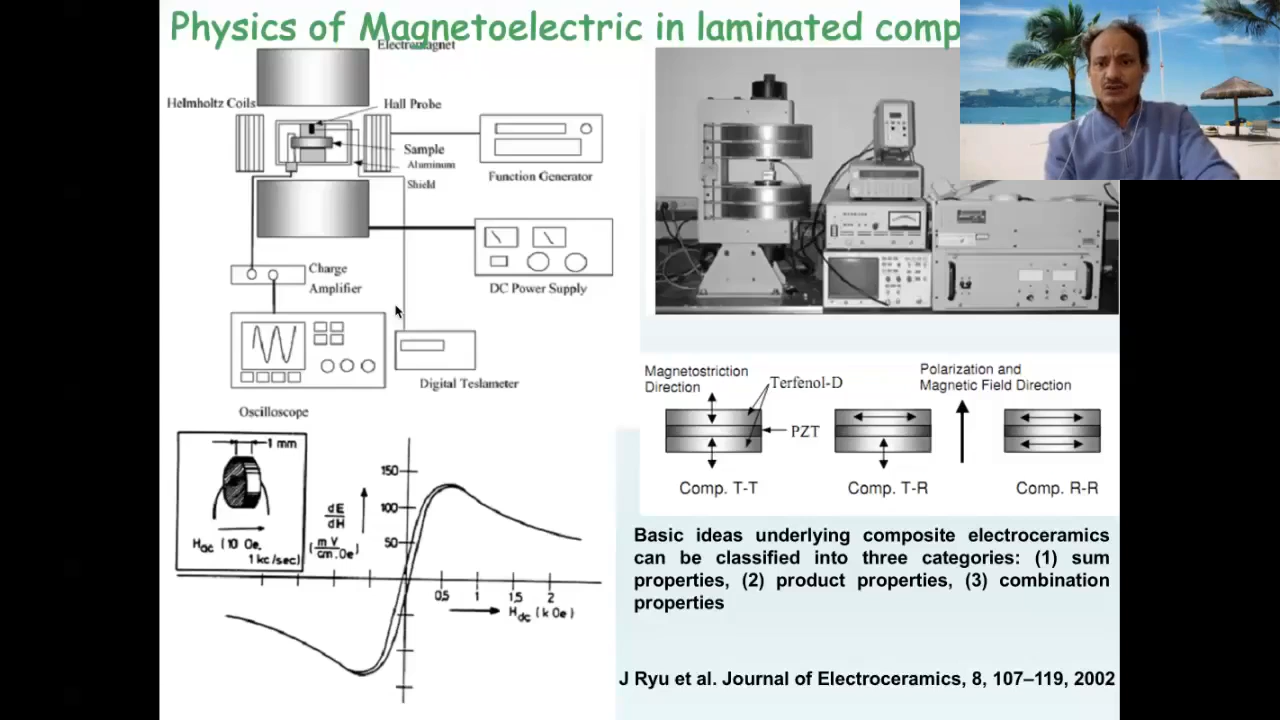 Physics of Magnetoelectric in laminated comp
Electromagnet
Helmholtz Coils
Hall Probe
Sample
Aluminum
Shield
Function Generator
Charge
Amplifier
DC Power Supply
Digital Teslameter
Oscilloscope
1 mm
Hac (10 Oe,
1 kc/sec)
dE
dH
(mV
cm.Oe)
150
100
50
0,5 1 1,5 2
Hdc (k Oe)
Magnetostriction
Direction
Terfenol-D
PZT
Polarization and
Magnetic Field Direction
Comp. T-T
Comp. T-R
Comp. R-R
Basic ideas underlying composite electroceramics
can be classified into three categories: (1) sum
properties, (2) product properties, (3) combination
properties
J Ryu et al. Journal of Electroceramics, 8, 107–119, 2002